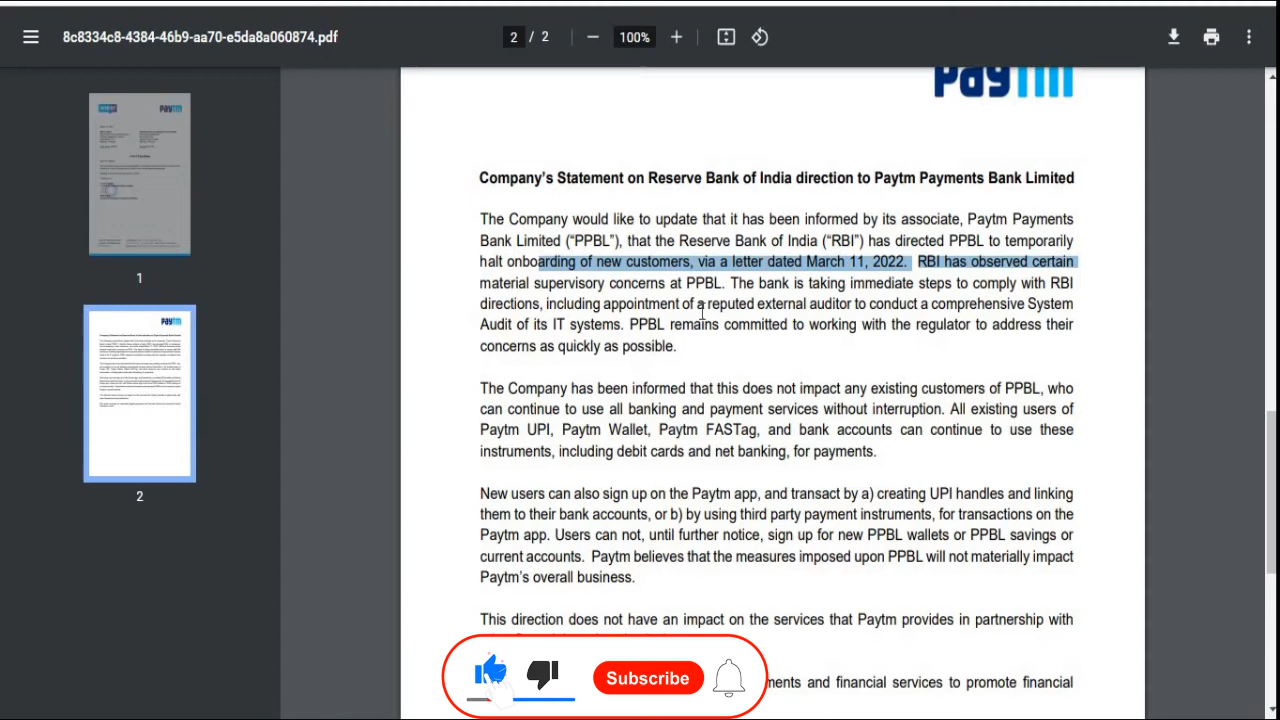 8c8334c8-4384-46b9-aa70-e5da8a060874.pdf
2 / 2
100%
Paytm
Company's Statement on Reserve Bank of India direction to Paytm Payments Bank Limited
The Company would like to update that it has been informed by its associate, Paytm Payments
Bank Limited (“PPBL”), that the Reserve Bank of India (“RBI”) has directed PPBL to temporarily
halt onboarding of new customers, via a letter dated March 11, 2022. RBI has observed certain
material supervisory concerns at PPBL. The bank is taking immediate steps to comply with RBI
directions, including appointment of a reputed external auditor to conduct a comprehensive System
Audit of its IT systems. PPBL remains committed to working with the regulator to address their
concerns as quickly as possible.
The Company has been informed that this does not impact any existing customers of PPBL, who
can continue to use all banking and payment services without interruption. All existing users of
Paytm UPI, Paytm Wallet, Paytm FASTag, and bank accounts can continue to use these
instruments, including debit cards and net banking, for payments.
New users can also sign up on the Paytm app, and transact by a) creating UPI handles and linking
them to their bank accounts, or b) by using third party payment instruments, for transactions on the
Paytm app. Users can not, until further notice, sign up for new PPBL wallets or PPBL savings or
current accounts. Paytm believes that the measures imposed upon PPBL will not materially impact
Paytm's overall business.
This direction does not have an impact on the services that Paytm provides in partnership with
and financial services to promote financial
Subscribe
1
2